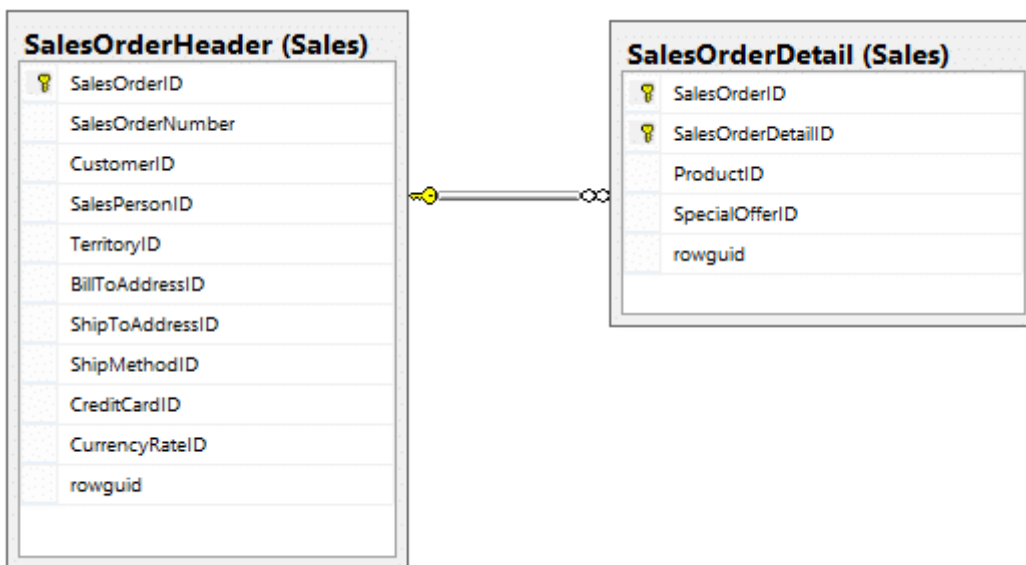 SalesOrderHeader (Sales)
SalesOrderID
SalesOrderNumber
CustomerID
SalesPersonID
TerritoryID
BillToAddressID
ShipToAddressID
ShipMethodID
CreditCardID
CurrencyRateID
rowguid
SalesOrderDetail (Sales)
SalesOrderID
SalesOrderDetailID
ProductID
SpecialOfferID
rowguid